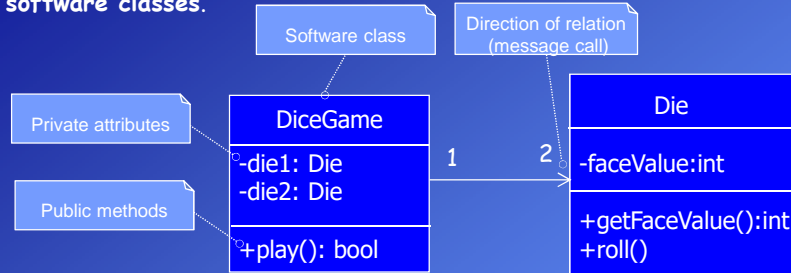 software classes.
Software class
Direction of relation
(message call)
Private attributes
Public methods
DiceGame
-die1: Die
-die2: Die
+play(): bool
1
2
Die
-faceValue:int
+getFaceValue():int
+roll()